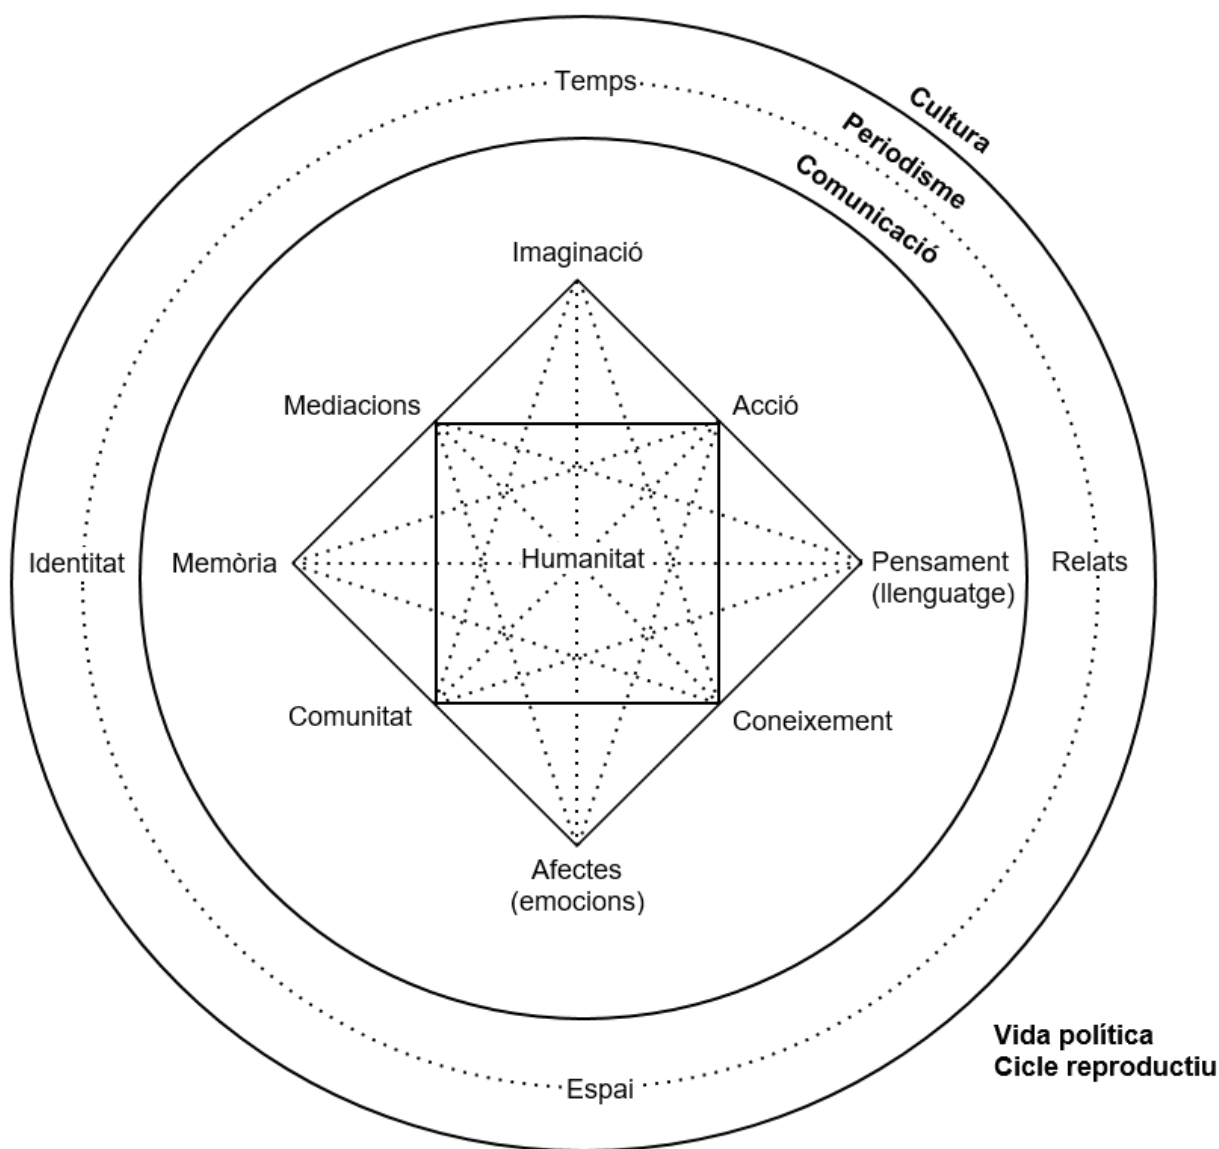 Temps
Cultura
Periodisme
Comunicació
Imaginació
Mediacions
Acció
Identitat
Memòria
Humanitat
Pensament
(llenguatge)
Relats
Comunitat
Coneixement
Afectes
(emocions)
Vida política
Cicle reproductiu
Espai